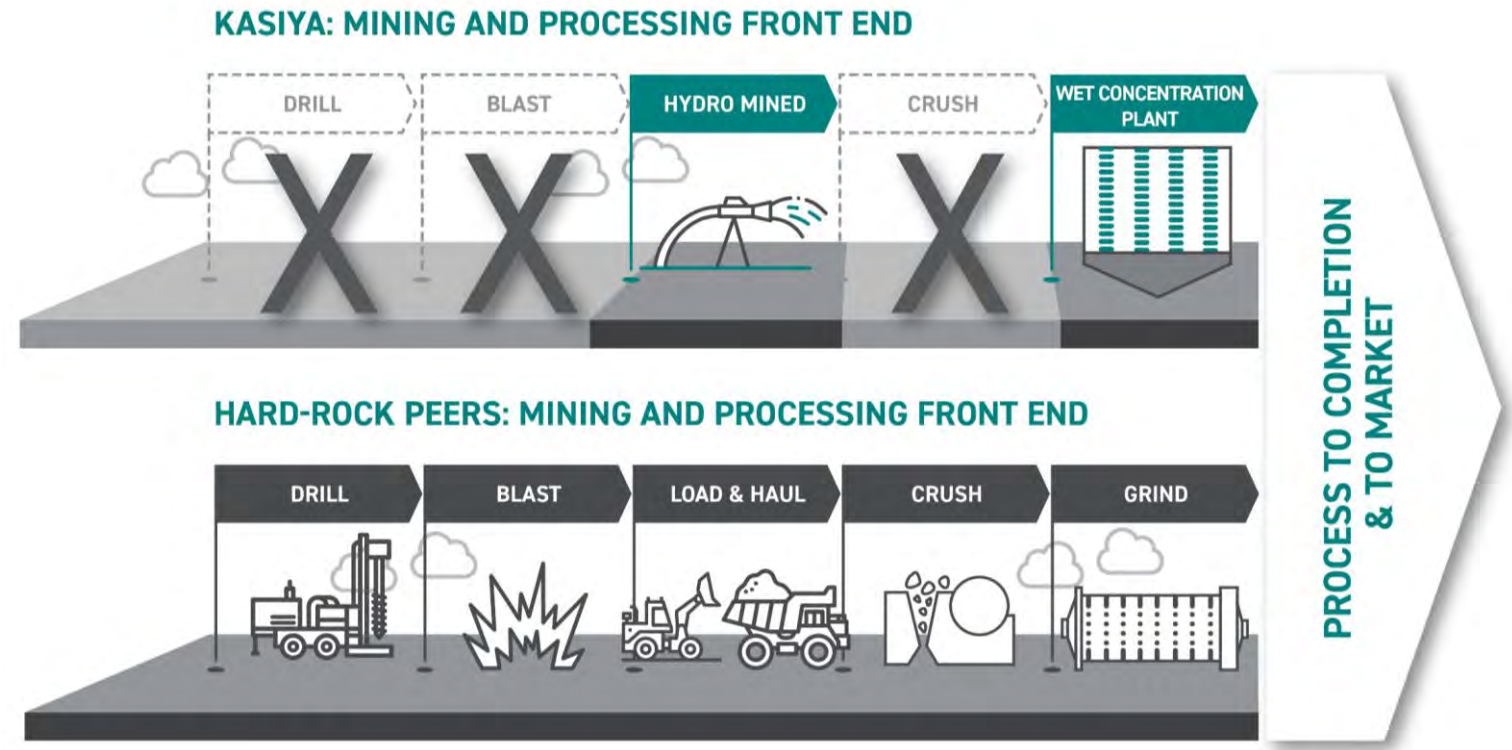 KASIYA: MINING AND PROCESSING FRONT END
DRILL
BLAST
HYDRO MINED
CRUSH
WET CONCENTRATION
PLANT
HARD-ROCK PEERS: MINING AND PROCESSING FRONT END
DRILL
BLAST
LOAD & HAUL
CRUSH
GRIND
PROCESS TO COMPLETION
& TO MARKET